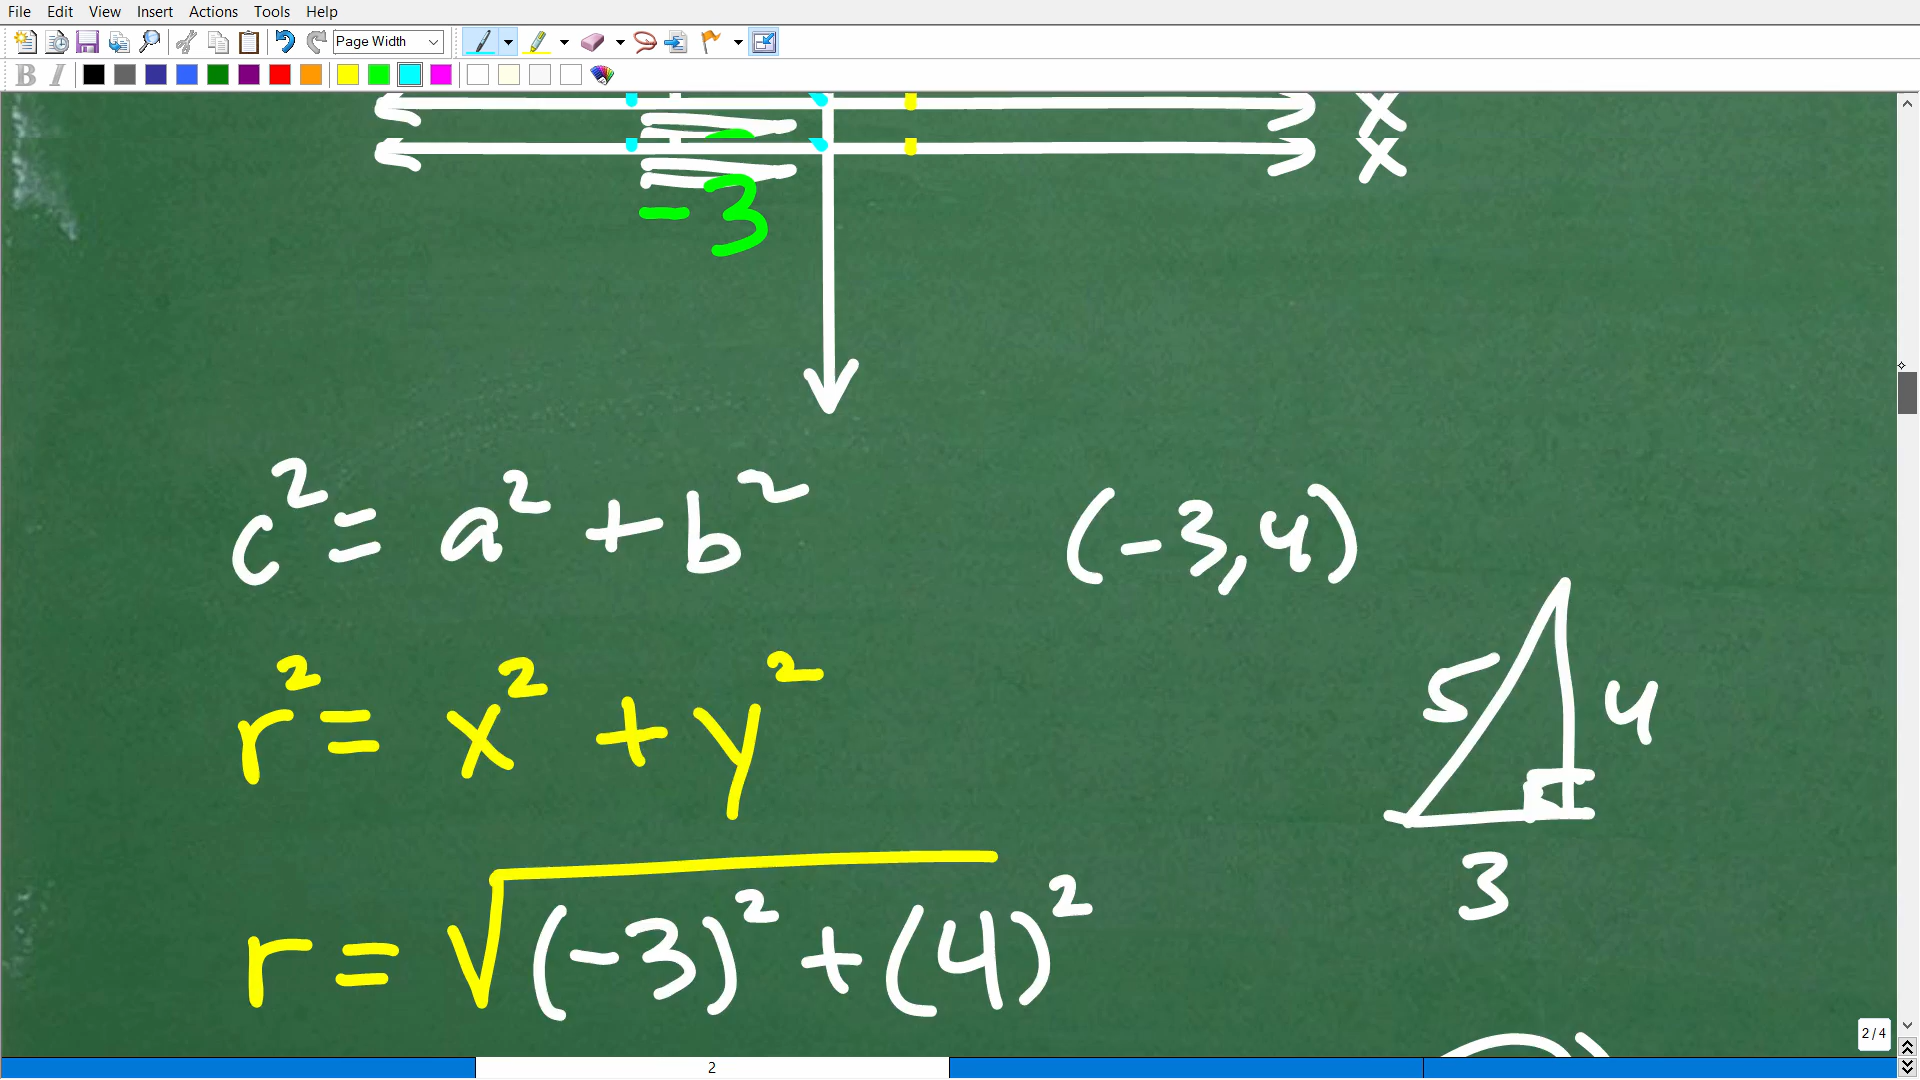 File Edit View Insert Actions Tools Help
Page Width
B I
x
x
-3
c² = a² + b²
(-3,4)
r² = x² + y²
5
4
3
r = √(-3)² + (4)²
2 / 4
2